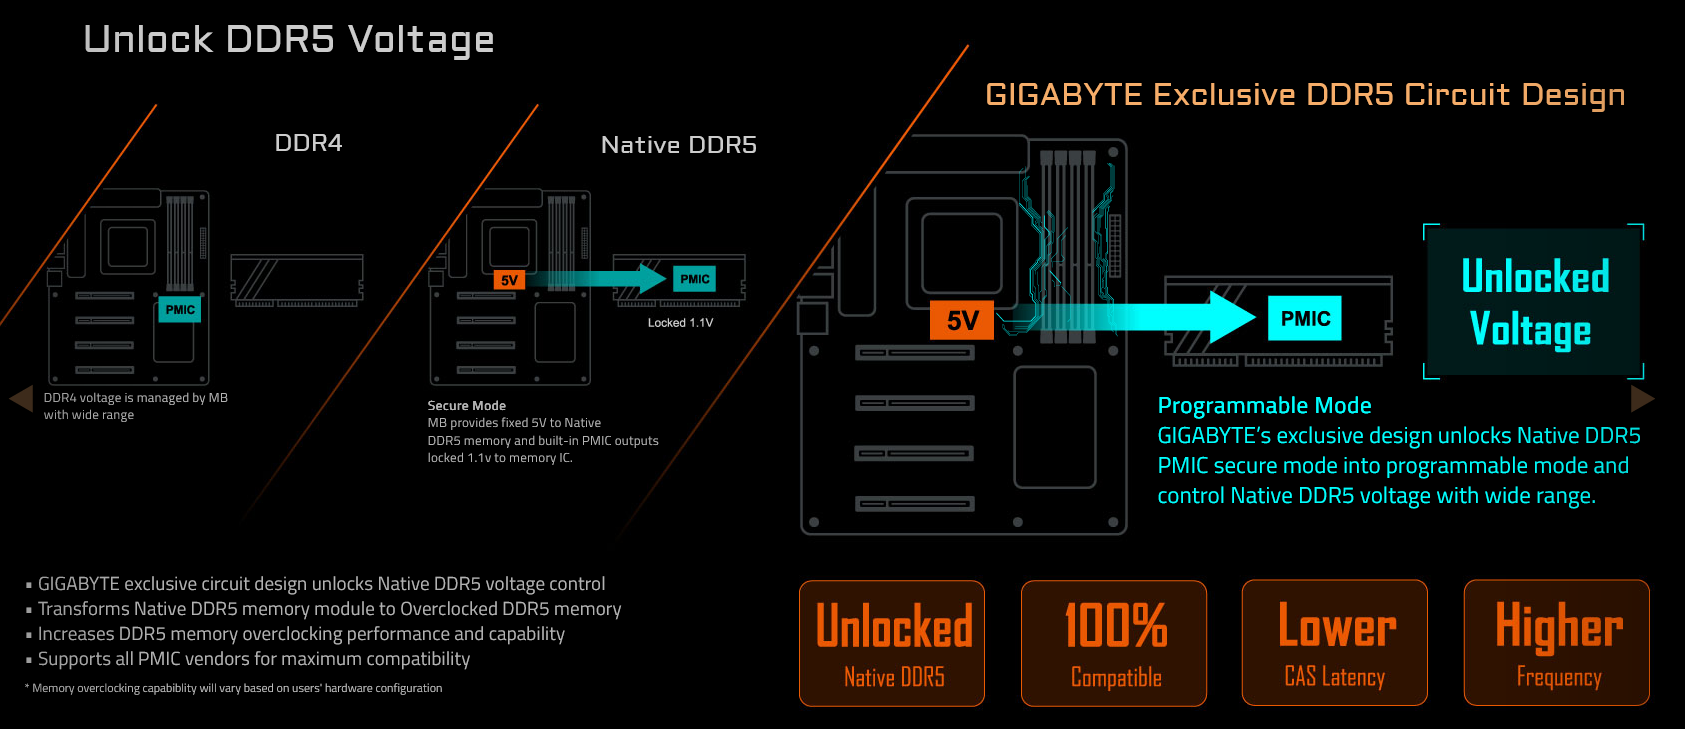 Unlock DDR5 Voltage
DDR4
PMIC
DDR4 voltage is managed by MB
with wide range
Native DDR5
5V
PMIC
Locked 1.1V
Secure Mode
MB provides fixed 5V to Native
DDR5 memory and built-in PMIC outputs
locked 1.1v to memory IC.
GIGABYTE Exclusive DDR5 Circuit Design
5V
PMIC
Unlocked
Voltage
Programmable Mode
GIGABYTE's exclusive design unlocks Native DDR5
PMIC secure mode into programmable mode and
control Native DDR5 voltage with wide range.
▪ GIGABYTE exclusive circuit design unlocks Native DDR5 voltage control
▪ Transforms Native DDR5 memory module to Overclocked DDR5 memory
▪ Increases DDR5 memory overclocking performance and capability
▪ Supports all PMIC vendors for maximum compatibility
* Memory overclocking capabiblity will vary based on users' hardware configuration
Unlocked
Native DDR5
100%
Compatible
Lower
CAS Latency
Higher
Frequency